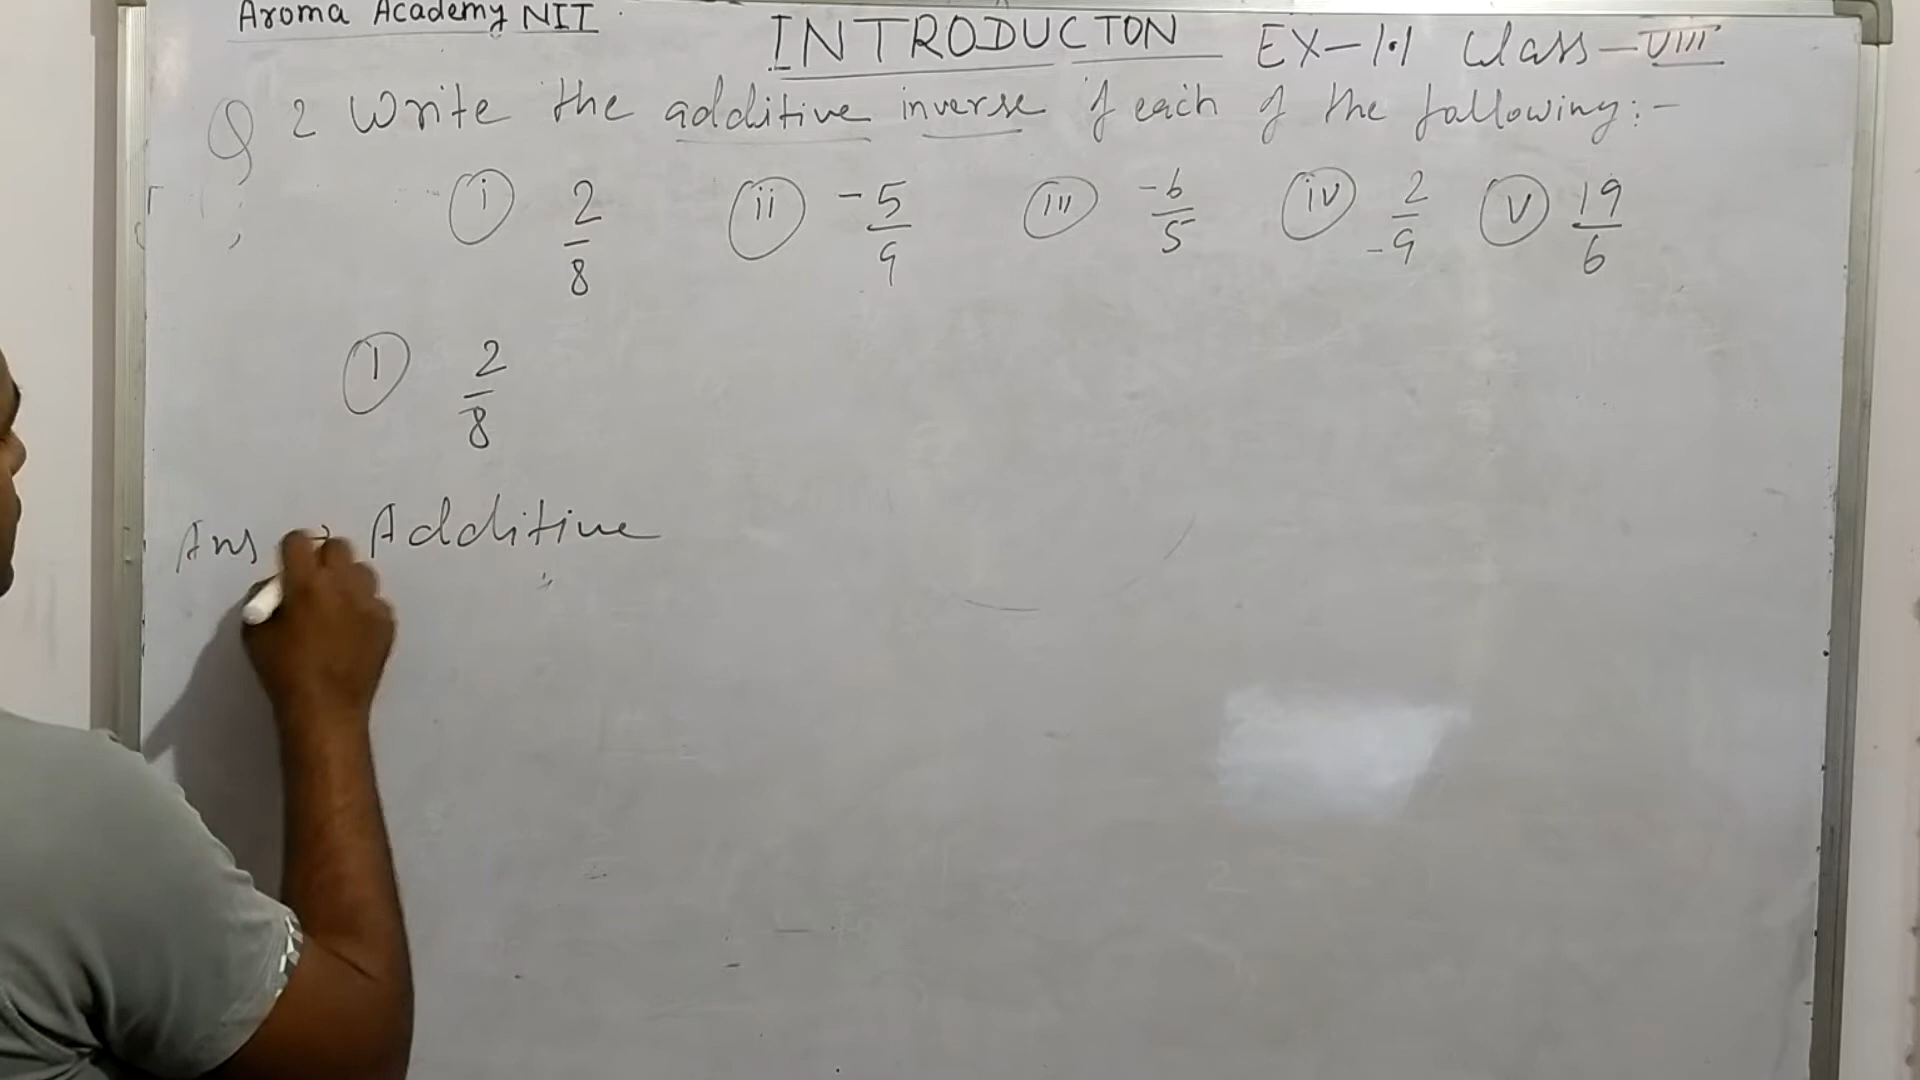 Aroma Academy NIT
INTRODUCTON EX-1.1 Class-VIII
Q 2 Write the additive inverse of each of the following:-
(i) 2/8 (ii) -5/9 (iii) -6/5 (iv) 2/-9 (v) 19/6
(1) 2/8
Ans → Additive